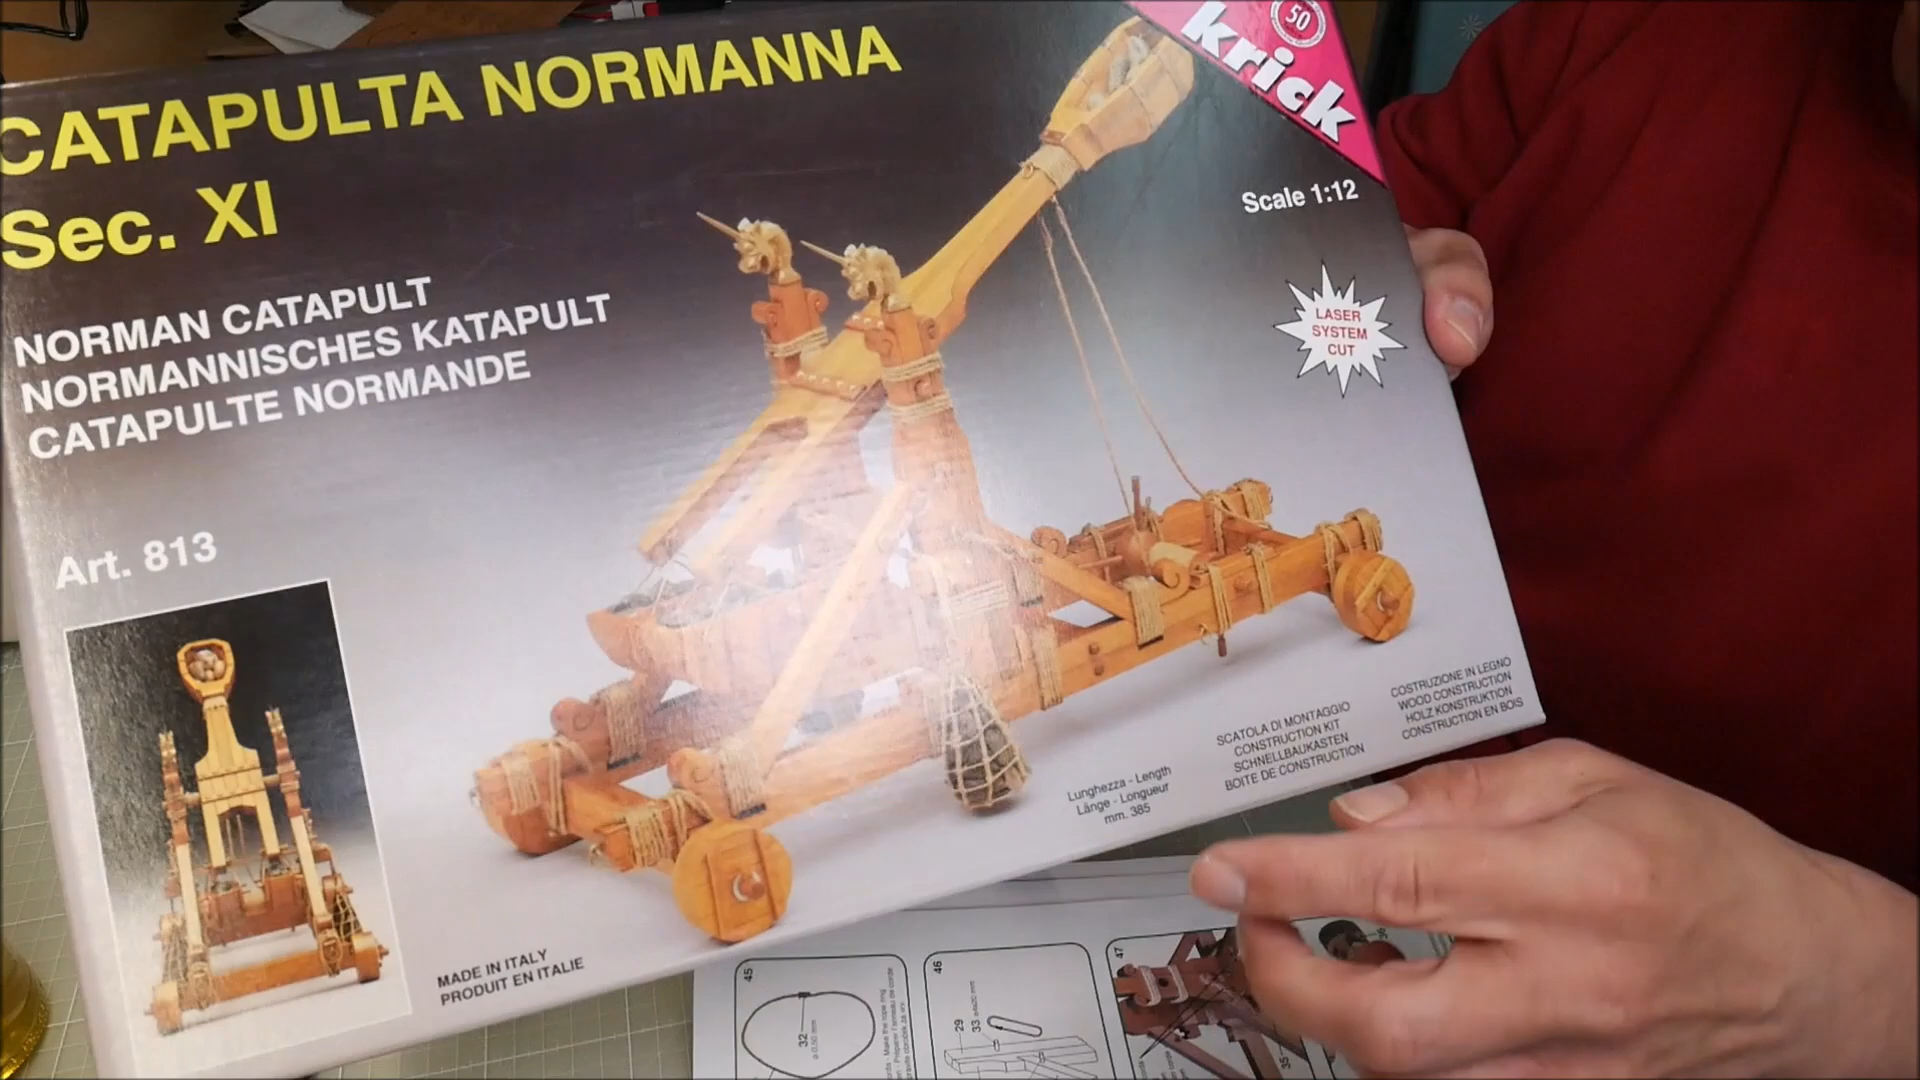 CATAPULTA NORMANNA
Sec. XI
NORMAN CATAPULT
NORMANNISCHES KATAPULT
CATAPULTE NORMANDE
Art. 813
50
krick
Scale 1:12
LASER
SYSTEM
CUT
Lunghezza - Length
Länge - Longueur
mm. 385
SCATOLA DI MONTAGGIO
CONSTRUCTION KIT
SCHNELLBAUKASTEN
BOITE DE CONSTRUCTION
COSTRUZIONE IN LEGNO
WOOD CONSTRUCTION
HOLZ KONSTRUKTION
CONSTRUCTION EN BOIS
MADE IN ITALY
PRODUIT EN ITALIE
45
32
46
29
33
47
35
36